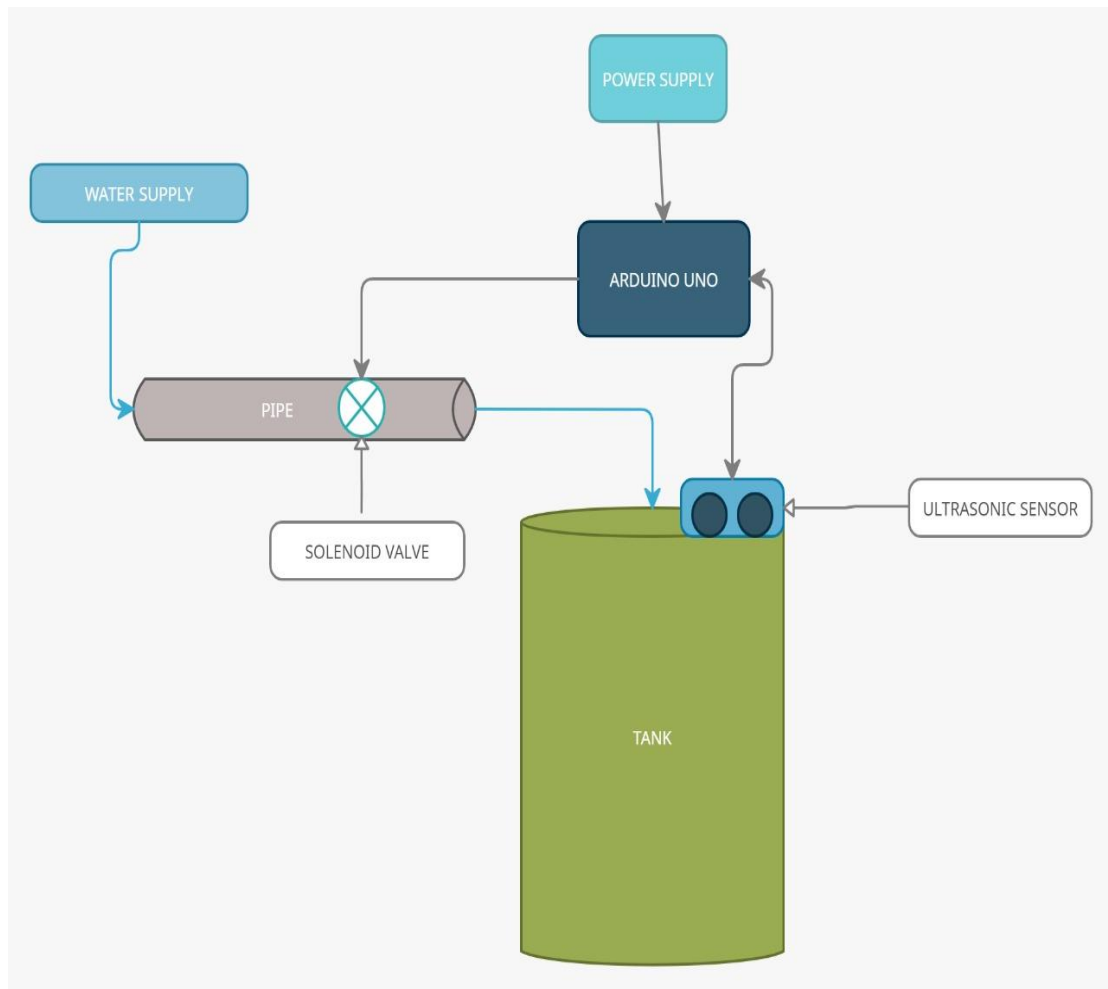 POWER SUPPLY
WATER SUPPLY
ARDUINO UNO
PIPE
ULTRASONIC SENSOR
SOLENOID VALVE
TANK